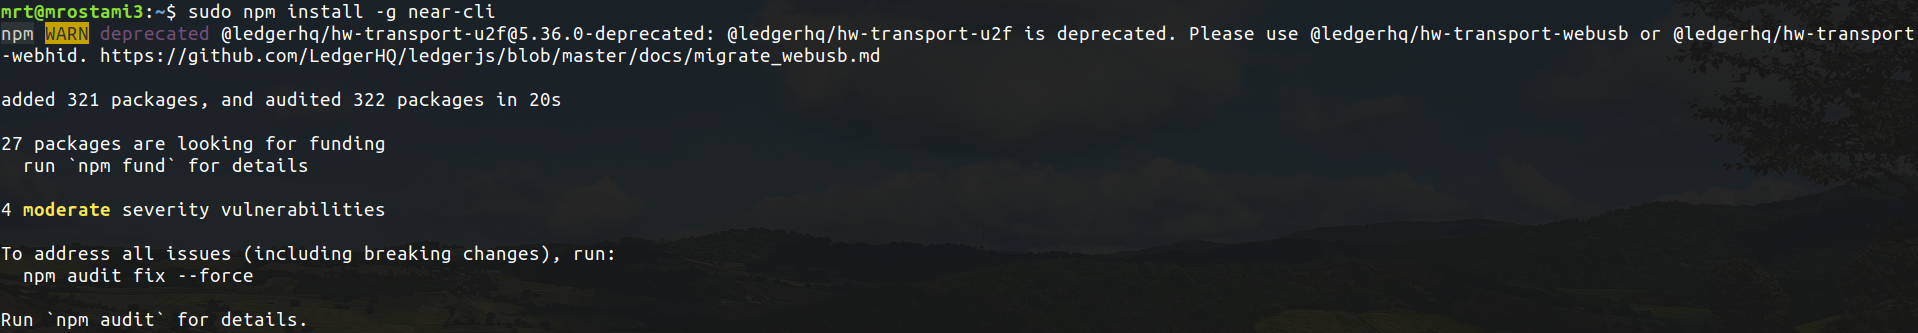 mrt@mrostami3:~$ sudo npm install -g near-cli
npm WARN deprecated @ledgerhq/hw-transport-u2f@5.36.0-deprecated: @ledgerhq/hw-transport-u2f is deprecated. Please use @ledgerhq/hw-transport-webusb or @ledgerhq/hw-transport
-webhid. https://github.com/LedgerHQ/ledgerjs/blob/master/docs/migrate_webusb.md
added 321 packages, and audited 322 packages in 20s
27 packages are looking for funding
  run `npm fund` for details
4 moderate severity vulnerabilities
To address all issues (including breaking changes), run:
  npm audit fix --force
Run `npm audit` for details.